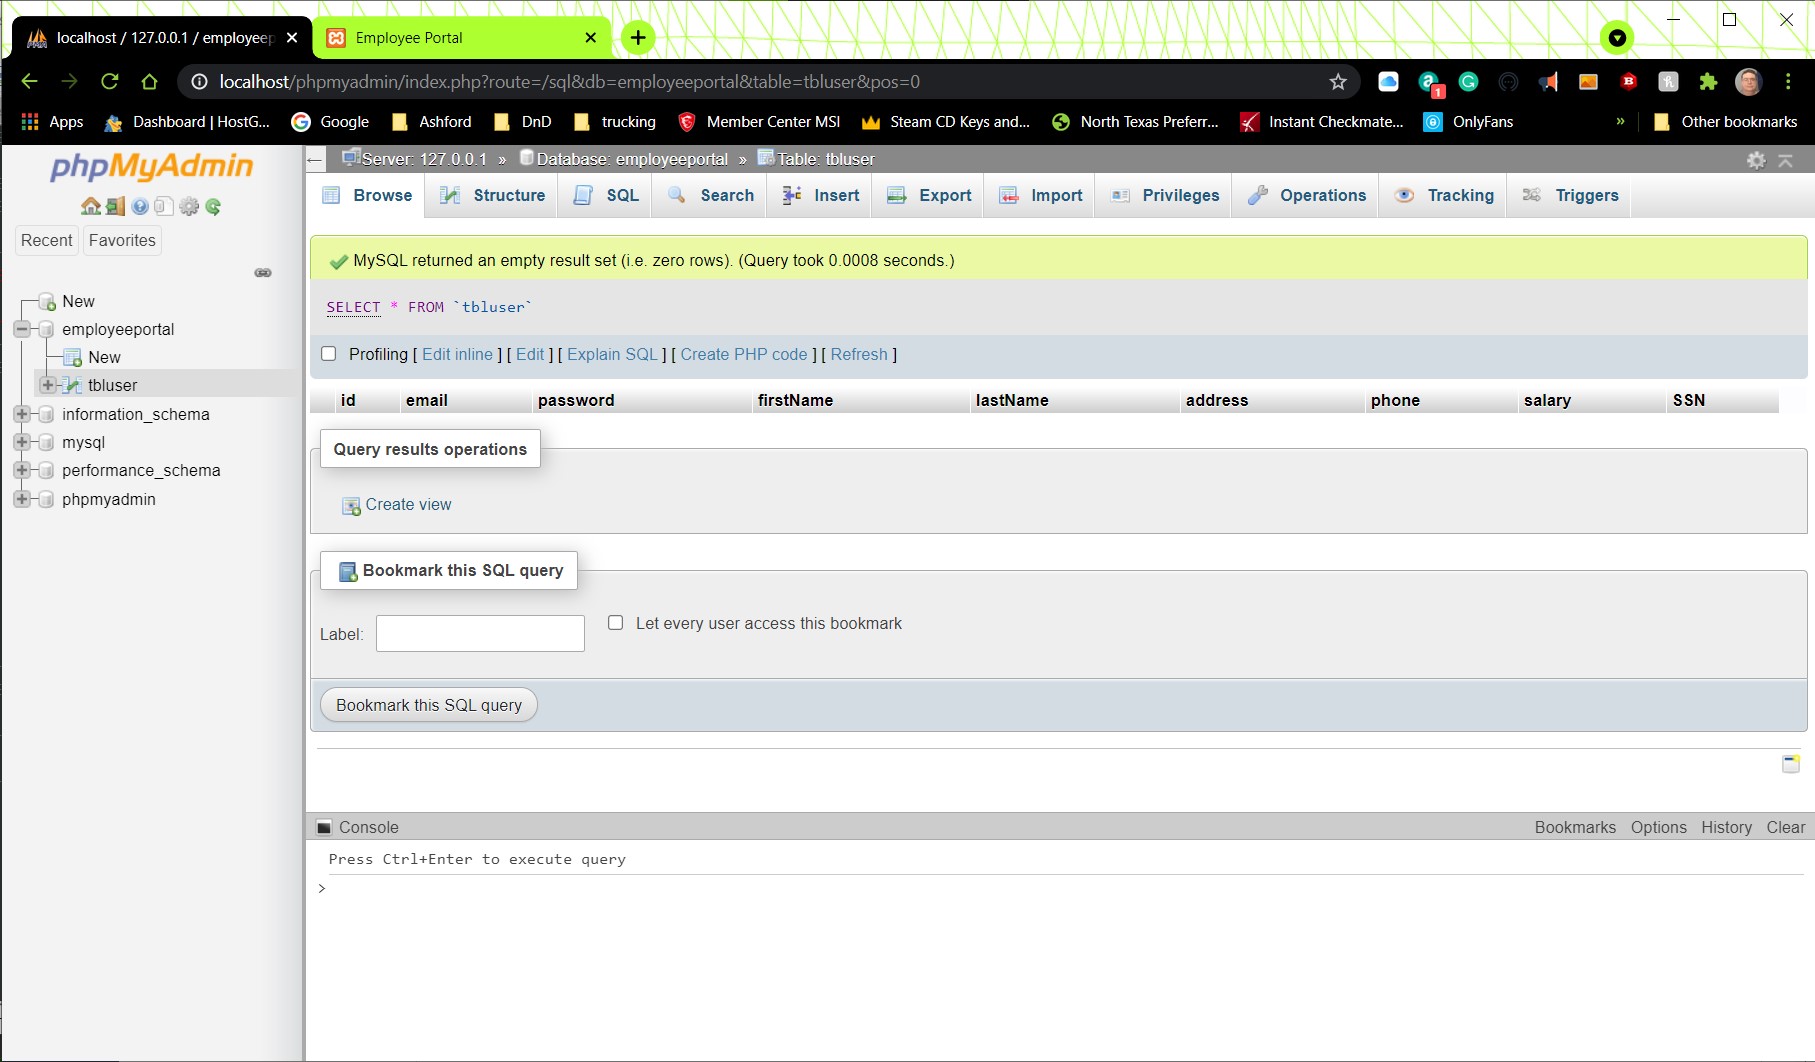 localhost / 127.0.0.1 / employeep
Employee Portal
localhost/phpmyadmin/index.php?route=/sql&db=employeeportal&table=tbluser&pos=0
1
Apps Dashboard | HostG... Google Ashford DnD trucking Member Center MSI Steam CD Keys and... North Texas Preferr... Instant Checkmate... OnlyFans » Other bookmarks
phpMyAdmin
Recent Favorites
New
employeeportal
New
tbluser
information_schema
mysql
performance_schema
phpmyadmin
Server: 127.0.0.1 » Database: employeeportal » Table: tbluser
Browse Structure SQL Search Insert Export Import Privileges Operations Tracking Triggers
MySQL returned an empty result set (i.e. zero rows). (Query took 0.0008 seconds.)
SELECT * FROM `tbluser`
Profiling [ Edit inline ] [ Edit ] [ Explain SQL ] [ Create PHP code ] [ Refresh ]
id email password firstName lastName address phone salary SSN
Query results operations
Create view
Bookmark this SQL query
Label: Let every user access this bookmark
Bookmark this SQL query
Console Bookmarks Options History Clear
Press Ctrl+Enter to execute query
>